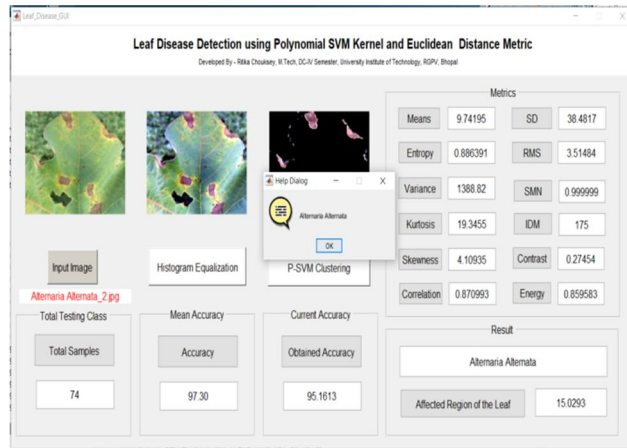 Leaf_Disease_GUI
Leaf Disease Detection using Polynomial SVM Kernel and Euclidean Distance Metric
Developed By - Ritika Chouksey, M.Tech, DC-IV Semester, University Institute of Technology, RGPV, Bhopal
Metrics
Means 9.74195 SD 38.4817
Entropy 0.886391 RMS 3.51484
Variance 1388.82 SMN 0.999999
Kurtosis 19.3455 IDM 175
Skewness 4.10935 Contrast 0.27454
Correlation 0.870993 Energy 0.859583
Help Dialog
Alternaria Alternata
OK
Input Image
Histogram Equalization
P-SVM Clustering
Alternaria Alternata_2.jpg
Total Testing Class
Total Samples
74
Mean Accuracy
Accuracy
97.30
Current Accuracy
Obtained Accuracy
95.1613
Result
Alternaria Alternata
Affected Region of the Leaf 15.0293